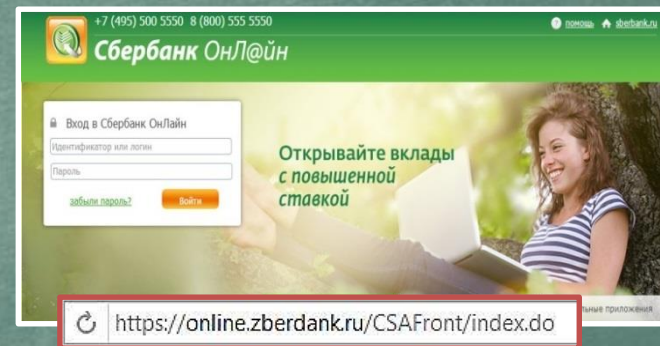 +7 (495) 500 5550 8 (800) 555 5550
помощь sberbank.ru
Сбербанк ОнЛ@йн
Вход в Сбербанк ОнЛайн
Идентификатор или логин
Пароль
забыли пароль?
Войти
Открывайте вклады
с повышенной
ставкой
приложения
https://online.zberdank.ru/CSAFront/index.do